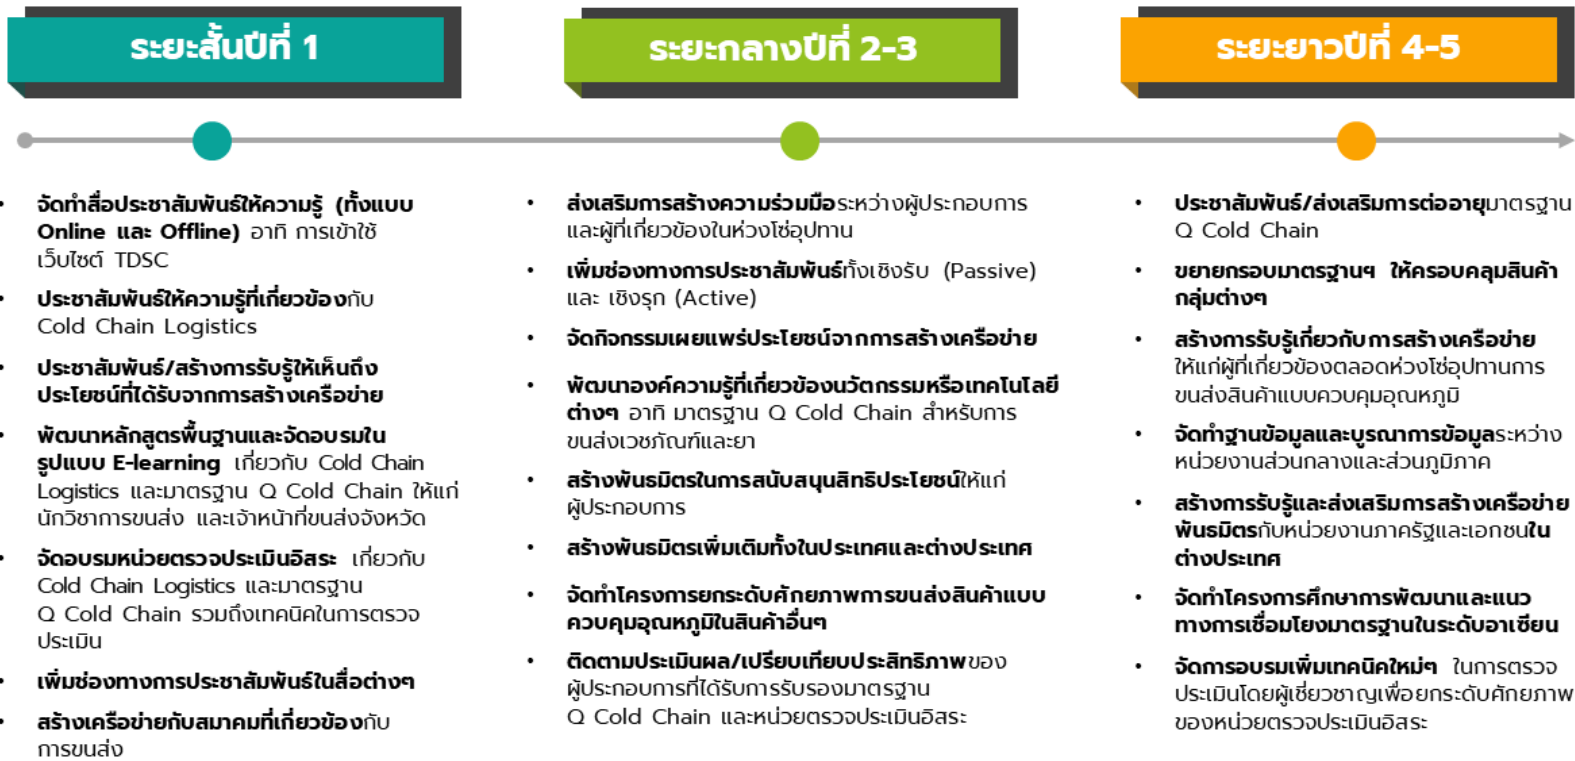 ระยะสั้นปีที่ 1
• จัดทำสื่อประชาสัมพันธ์ให้ความรู้ (ทั้งแบบ
Online และ Offline) อาทิ การเข้าใช้
เว็บไซต์ TDSC
• ประชาสัมพันธ์ให้ความรู้ที่เกี่ยวข้องกับ
Cold Chain Logistics
• ประชาสัมพันธ์/สร้างการรับรู้ให้เห็นถึง
ประโยชน์ที่ได้รับจากการสร้างเครือข่าย
• พัฒนาหลักสูตรพื้นฐานและจัดอบรมใน
รูปแบบ E-learning เกี่ยวกับ Cold Chain
Logistics และมาตรฐาน Q Cold Chain ให้แก่
นักวิชาการขนส่ง และเจ้าหน้าที่ขนส่งจังหวัด
• จัดอบรมหน่วยตรวจประเมินอิสระ เกี่ยวกับ
Cold Chain Logistics และมาตรฐาน
Q Cold Chain รวมถึงเทคนิคในการตรวจ
ประเมิน
• เพิ่มช่องทางการประชาสัมพันธ์ในสื่อต่างๆ
• สร้างเครือข่ายกับสมาคมที่เกี่ยวข้องกับ
การขนส่ง
ระยะกลางปีที่ 2-3
• ส่งเสริมการสร้างความร่วมมือระหว่างผู้ประกอบการ
และผู้ที่เกี่ยวข้องในห่วงโซ่อุปทาน
• เพิ่มช่องทางการประชาสัมพันธ์ทั้งเชิงรับ (Passive)
และ เชิงรุก (Active)
• จัดกิจกรรมเผยแพร่ประโยชน์จากการสร้างเครือข่าย
• พัฒนาองค์ความรู้ที่เกี่ยวข้องนวัตกรรมหรือเทคโนโลยี
ต่างๆ อาทิ มาตรฐาน Q Cold Chain สำหรับการ
ขนส่งเวชภัณฑ์และยา
• สร้างพันธมิตรในการสนับสนุนสิทธิประโยชน์ให้แก่
ผู้ประกอบการ
• สร้างพันธมิตรเพิ่มเติมทั้งในประเทศและต่างประเทศ
• จัดทำโครงการยกระดับศักยภาพการขนส่งสินค้าแบบ
ควบคุมอุณหภูมิในสินค้าอื่นๆ
• ติดตามประเมินผล/เปรียบเทียบประสิทธิภาพของ
ผู้ประกอบการที่ได้รับการรับรองมาตรฐาน
Q Cold Chain และหน่วยตรวจประเมินอิสระ
ระยะยาวปีที่ 4-5
• ประชาสัมพันธ์/ส่งเสริมการต่ออายุมาตรฐาน
Q Cold Chain
• ขยายกรอบมาตรฐานฯ ให้ครอบคลุมสินค้า
กลุ่มต่างๆ
• สร้างการรับรู้เกี่ยวกับการสร้างเครือข่าย
ให้แก่ผู้ที่เกี่ยวข้องตลอดห่วงโซ่อุปทานการ
ขนส่งสินค้าแบบควบคุมอุณหภูมิ
• จัดทำฐานข้อมูลและบูรณาการข้อมูลระหว่าง
หน่วยงานส่วนกลางและส่วนภูมิภาค
• สร้างการรับรู้และส่งเสริมการสร้างเครือข่าย
พันธมิตรกับหน่วยงานภาครัฐและเอกชนใน
ต่างประเทศ
• จัดทำโครงการศึกษาการพัฒนาและแนว
ทางการเชื่อมโยงมาตรฐานในระดับอาเซียน
• จัดการอบรมเพิ่มเทคนิคใหม่ๆ ในการตรวจ
ประเมินโดยผู้เชี่ยวชาญเพื่อยกระดับศักยภาพ
ของหน่วยตรวจประเมินอิสระ